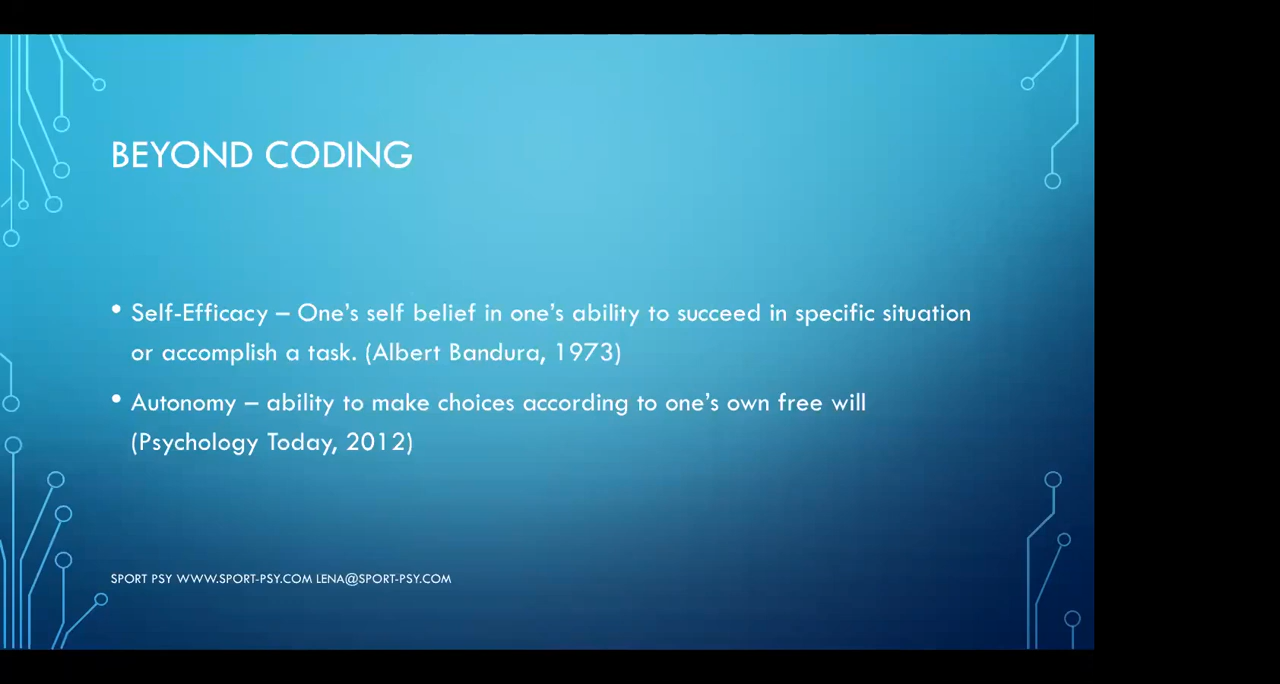 BEYOND CODING
• Self-Efficacy – One’s self belief in one’s ability to succeed in specific situation
or accomplish a task. (Albert Bandura, 1973)
• Autonomy – ability to make choices according to one’s own free will
(Psychology Today, 2012)
SPORT PSY WWW.SPORT-PSY.COM LENA@SPORT-PSY.COM